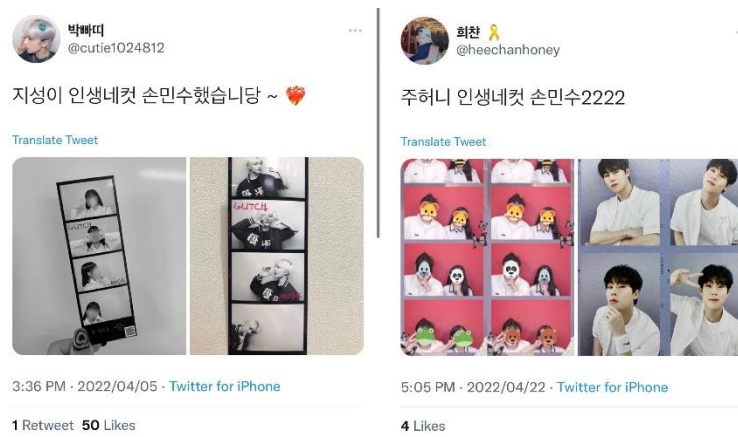 박빠띠
@cutie1024812
지성이 인생네컷 손민수했습니당 ~ ❤️‍🔥
Translate Tweet
GLITCH
GLITCH
3:36 PM · 2022/04/05 · Twitter for iPhone
1 Retweet 50 Likes
희찬 🎗
@heechanhoney
주허니 인생네컷 손민수2222
Translate Tweet
5:05 PM · 2022/04/22 · Twitter for iPhone
4 Likes